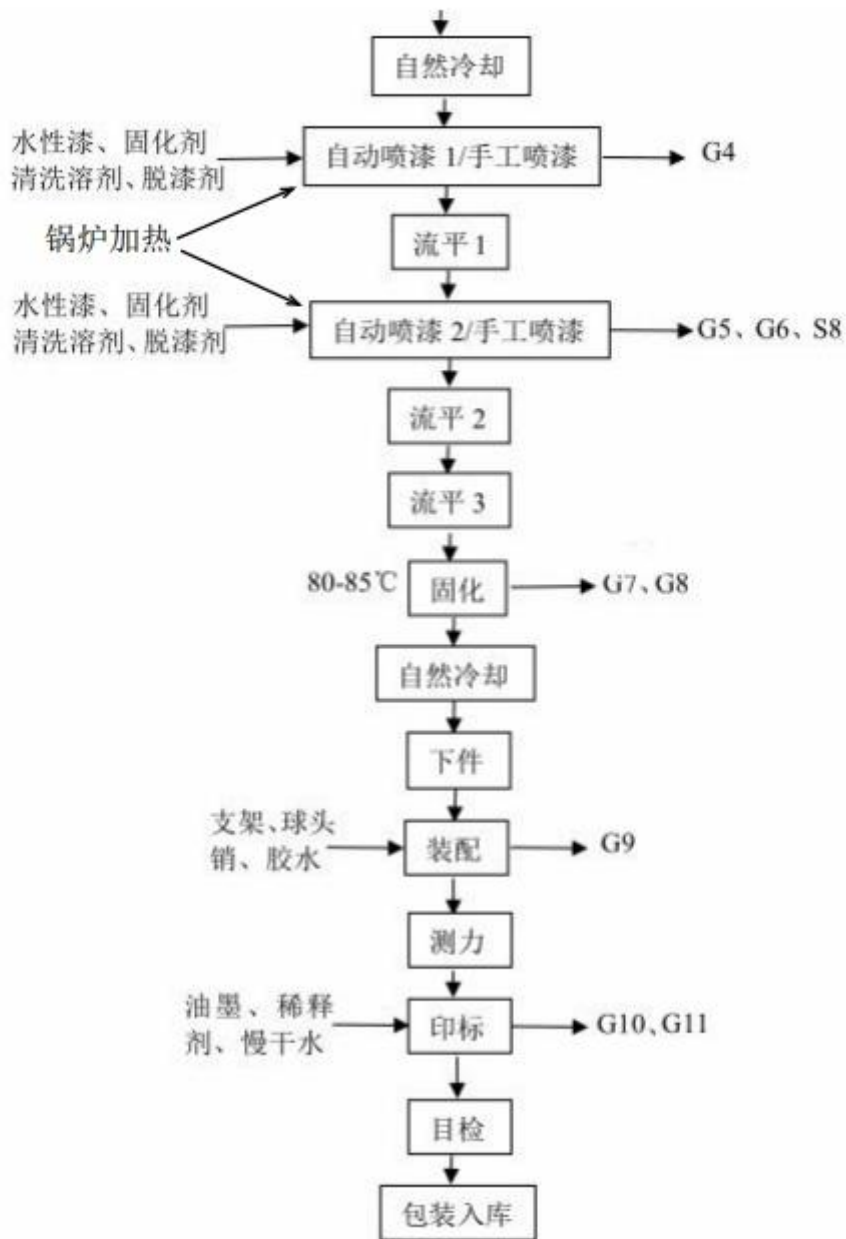 自然冷却
水性漆、固化剂
清洗溶剂、脱漆剂
自动喷漆 1/手工喷漆
G4
锅炉加热
流平 1
水性漆、固化剂
清洗溶剂、脱漆剂
自动喷漆 2/手工喷漆
G5、G6、S8
流平 2
流平 3
80-85℃
固化
G7、G8
自然冷却
下件
支架、球头
销、胶水
装配
G9
测力
油墨、稀释
剂、慢干水
印标
G10、G11
目检
包装入库